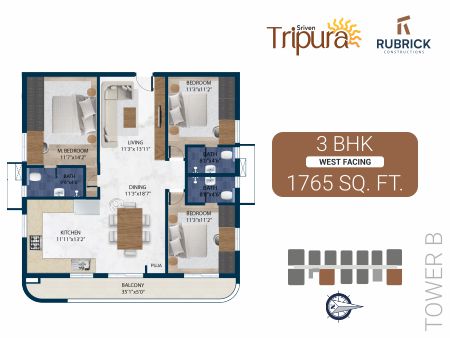 Sriven
Tripura
RUBRICK
CONSTRUCTIONS
3 BHK
WEST FACING
1765 SQ. FT.
TOWER B
M. BEDROOM
11'7"x14'2"
LIVING
11'3"x13'11"
BEDROOM
11'3"x11'2"
BATH
BATH
DINING
11'3"x18'7"
BATH
KITCHEN
11'11"x13'2"
BEDROOM
11'3"x11'2"
PUJA
BALCONY
35'1"x5'0"